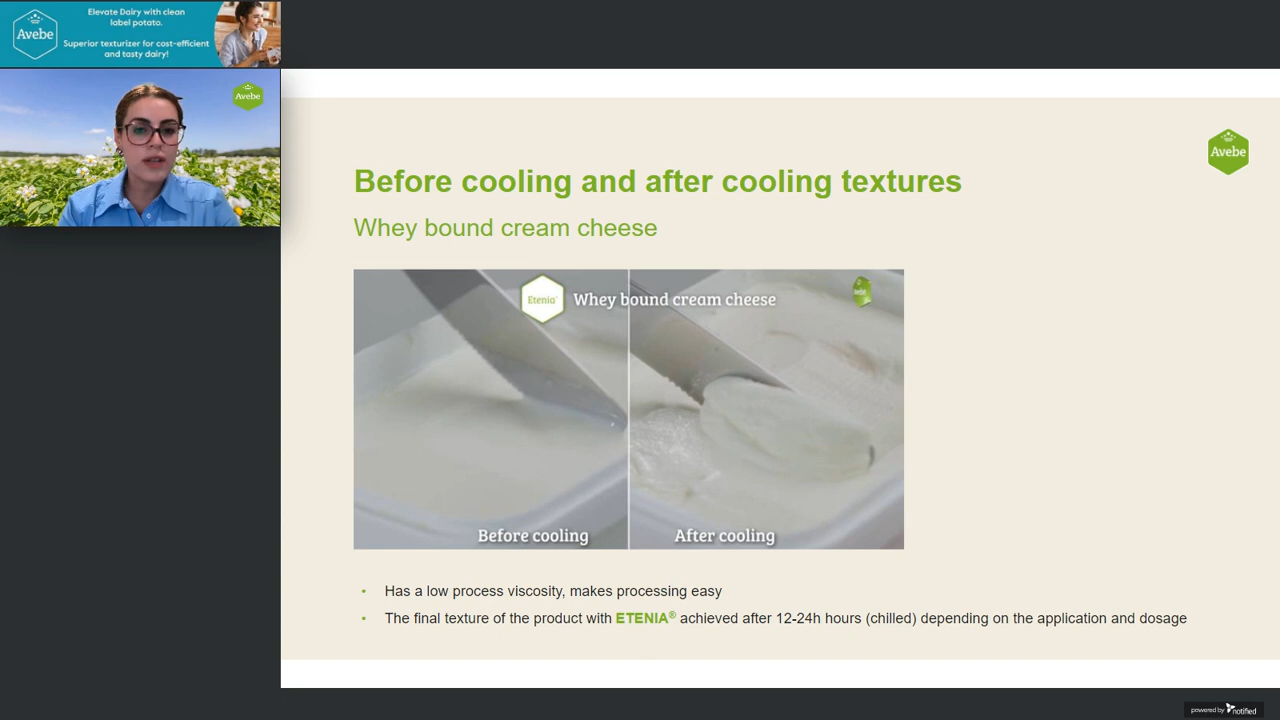 Elevate Dairy with clean
label potato.
Avebe
Superior texturizer for cost-efficient
and tasty dairy!
Avebe
Avebe
Before cooling and after cooling textures
Whey bound cream cheese
Etenia®
Whey bound cream cheese
Before cooling
After cooling
• Has a low process viscosity, makes processing easy
• The final texture of the product with ETENIA® achieved after 12-24h hours (chilled) depending on the application and dosage
powered by notified